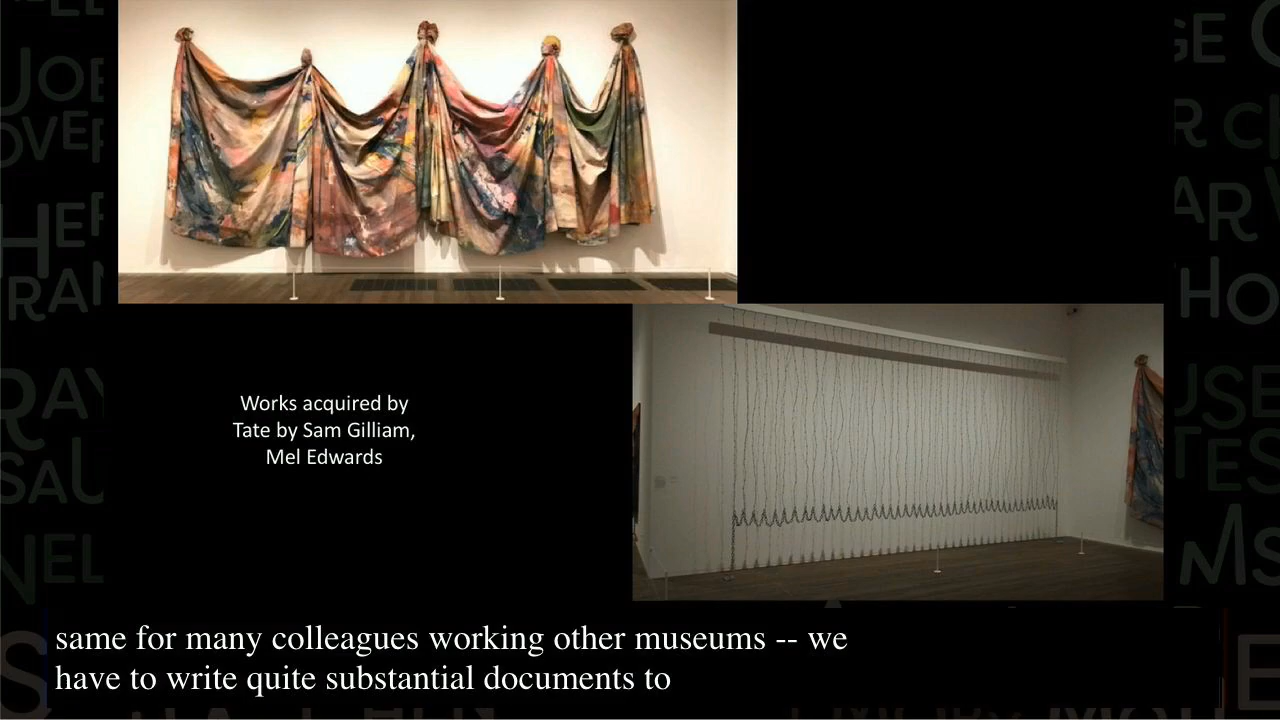 Works acquired by
Tate by Sam Gilliam,
Mel Edwards
same for many colleagues working other museums -- we
have to write quite substantial documents to